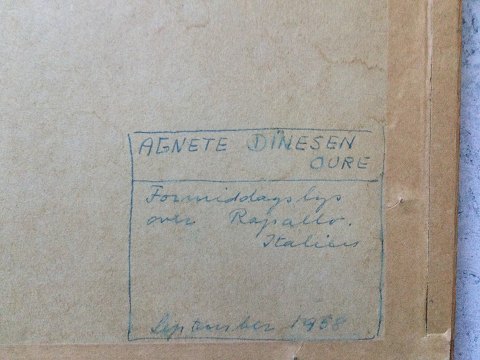 AGNETE DINESEN
OURE
Formiddagslys
over Rapallo.
Italien
September 1958